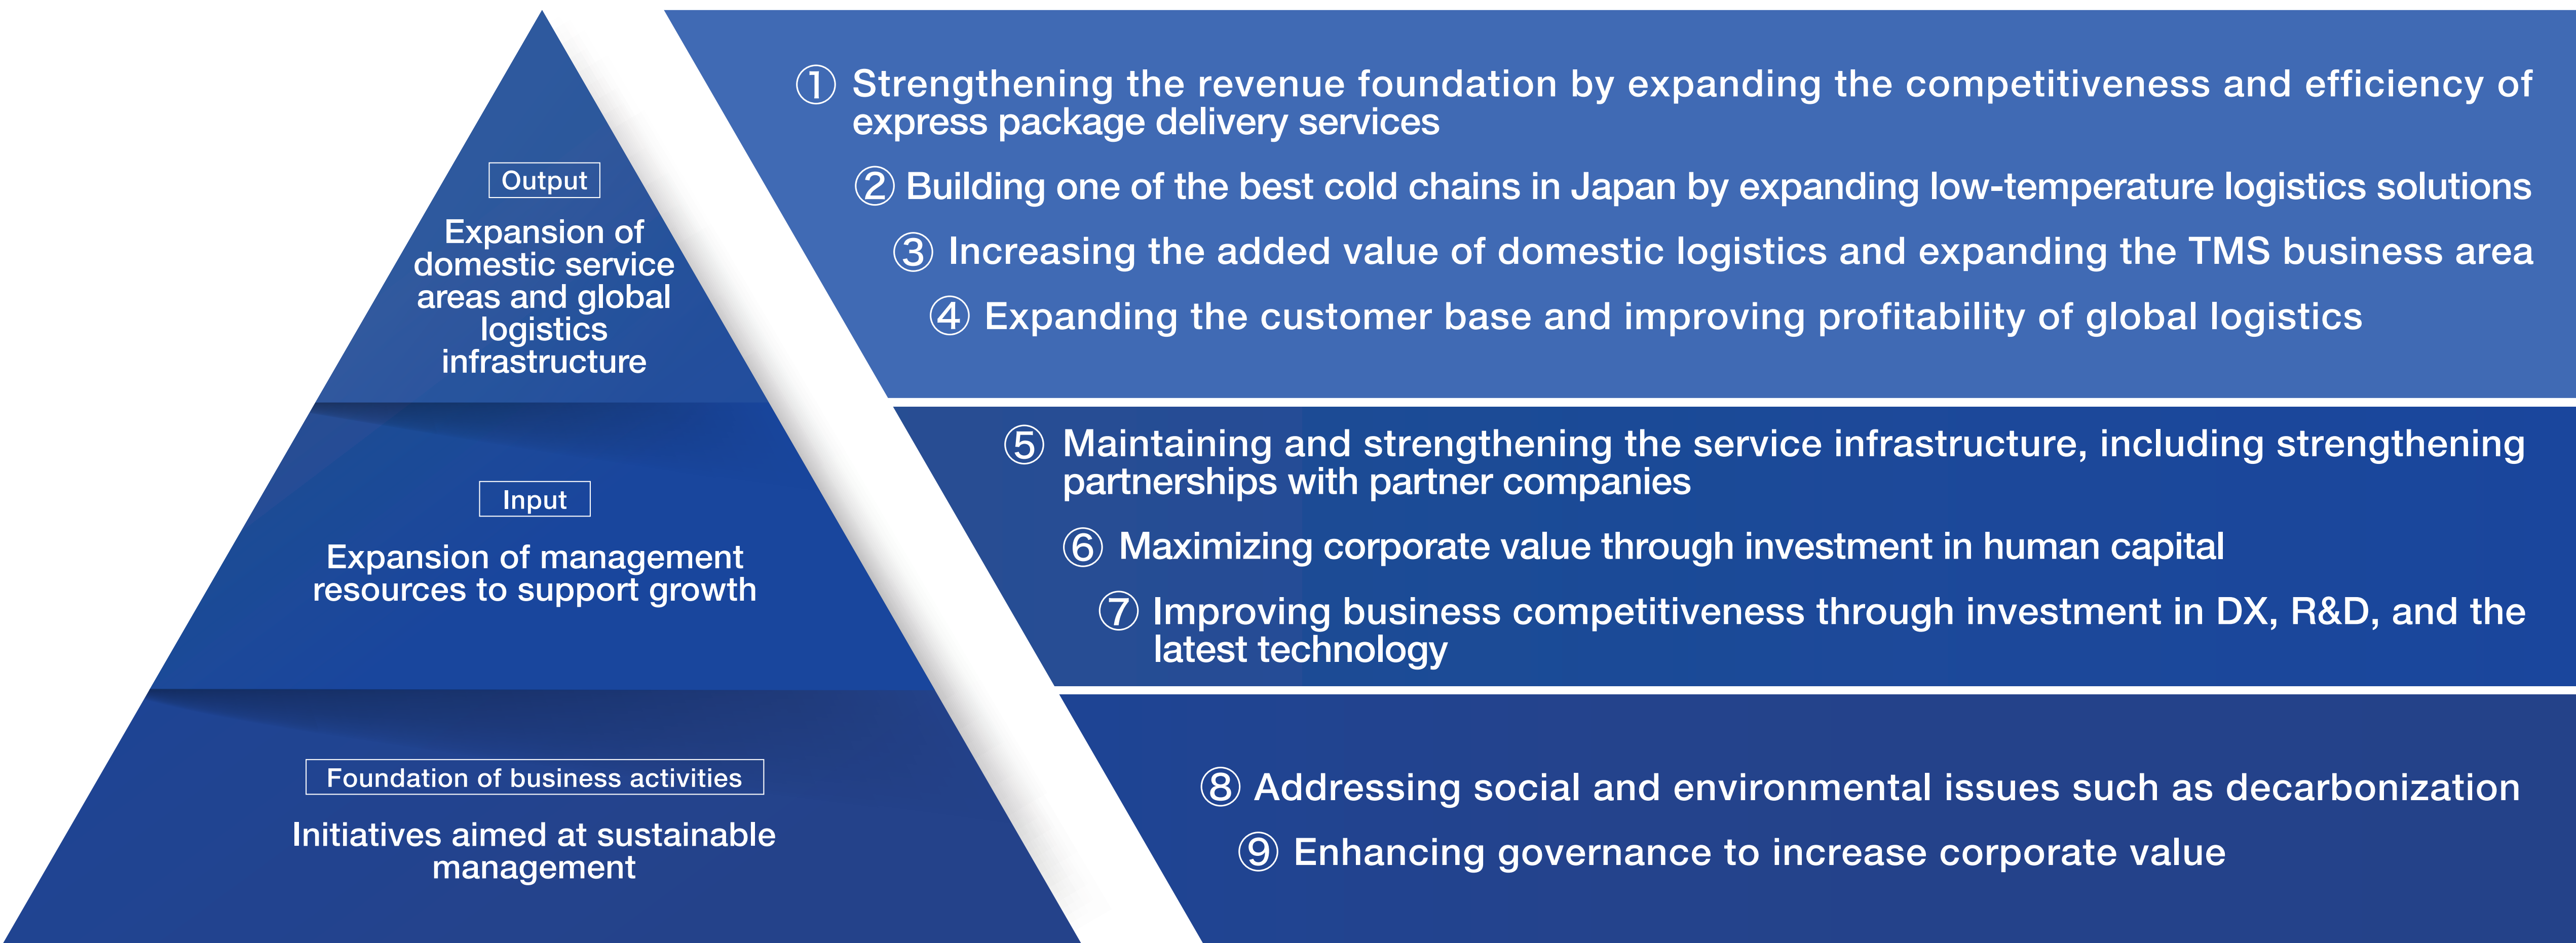 Output
Expansion of
domestic service
areas and global
logistics
infrastructure
① Strengthening the revenue foundation by expanding the competitiveness and efficiency of
express package delivery services
② Building one of the best cold chains in Japan by expanding low-temperature logistics solutions
③ Increasing the added value of domestic logistics and expanding the TMS business area
④ Expanding the customer base and improving profitability of global logistics
Input
Expansion of management
resources to support growth
⑤ Maintaining and strengthening the service infrastructure, including strengthening
partnerships with partner companies
⑥ Maximizing corporate value through investment in human capital
⑦ Improving business competitiveness through investment in DX, R&D, and the
latest technology
Foundation of business activities
Initiatives aimed at sustainable
management
⑧ Addressing social and environmental issues such as decarbonization
⑨ Enhancing governance to increase corporate value